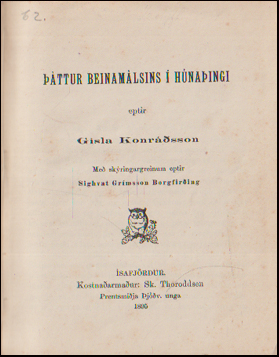 62.
ÞÁTTUR BEINAMÁLSINS Í HÚNAÞINGI
eptir
Gísla Konráðsson
Með skýringargreinum eptir
Sighvat Grímsson Borgfirðing
ÍSAFJÖRÐUR.
Kostnaðarmaður: Sk. Thoroddsen
Prentsmiðja Þjóðv. unga
1895